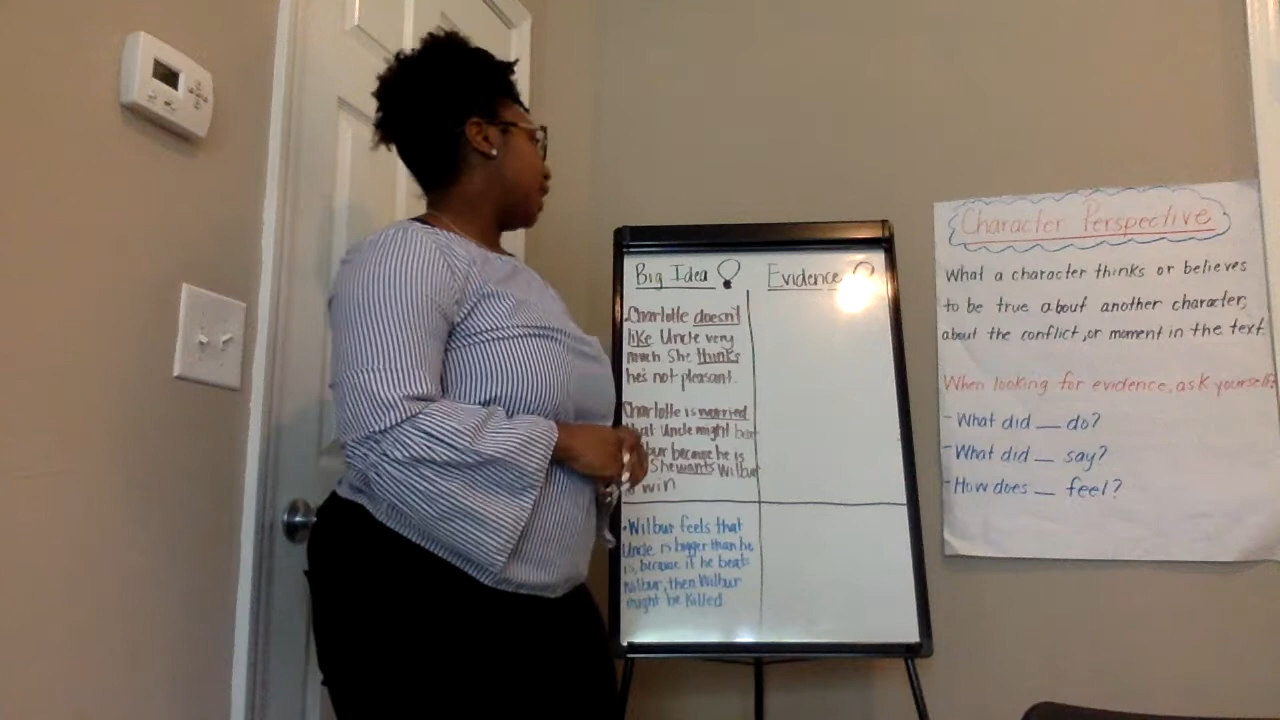 Big Idea
Evidence
Charlotte doesn't
like Uncle very
much She thinks
he's not pleasant.
Charlotte is worried
that Uncle might beat
because he is
She wants Wilbur
win
Wilbur feels that
Uncle is bigger than he
is, because if he beats
Wilbur, then Wilbur
might be killed
Character Perspective
What a character thinks or believes
to be true about another character,
about the conflict, or moment in the text.
When looking for evidence, ask yourself:
- What did __ do?
- What did __ say?
- How does __ feel?